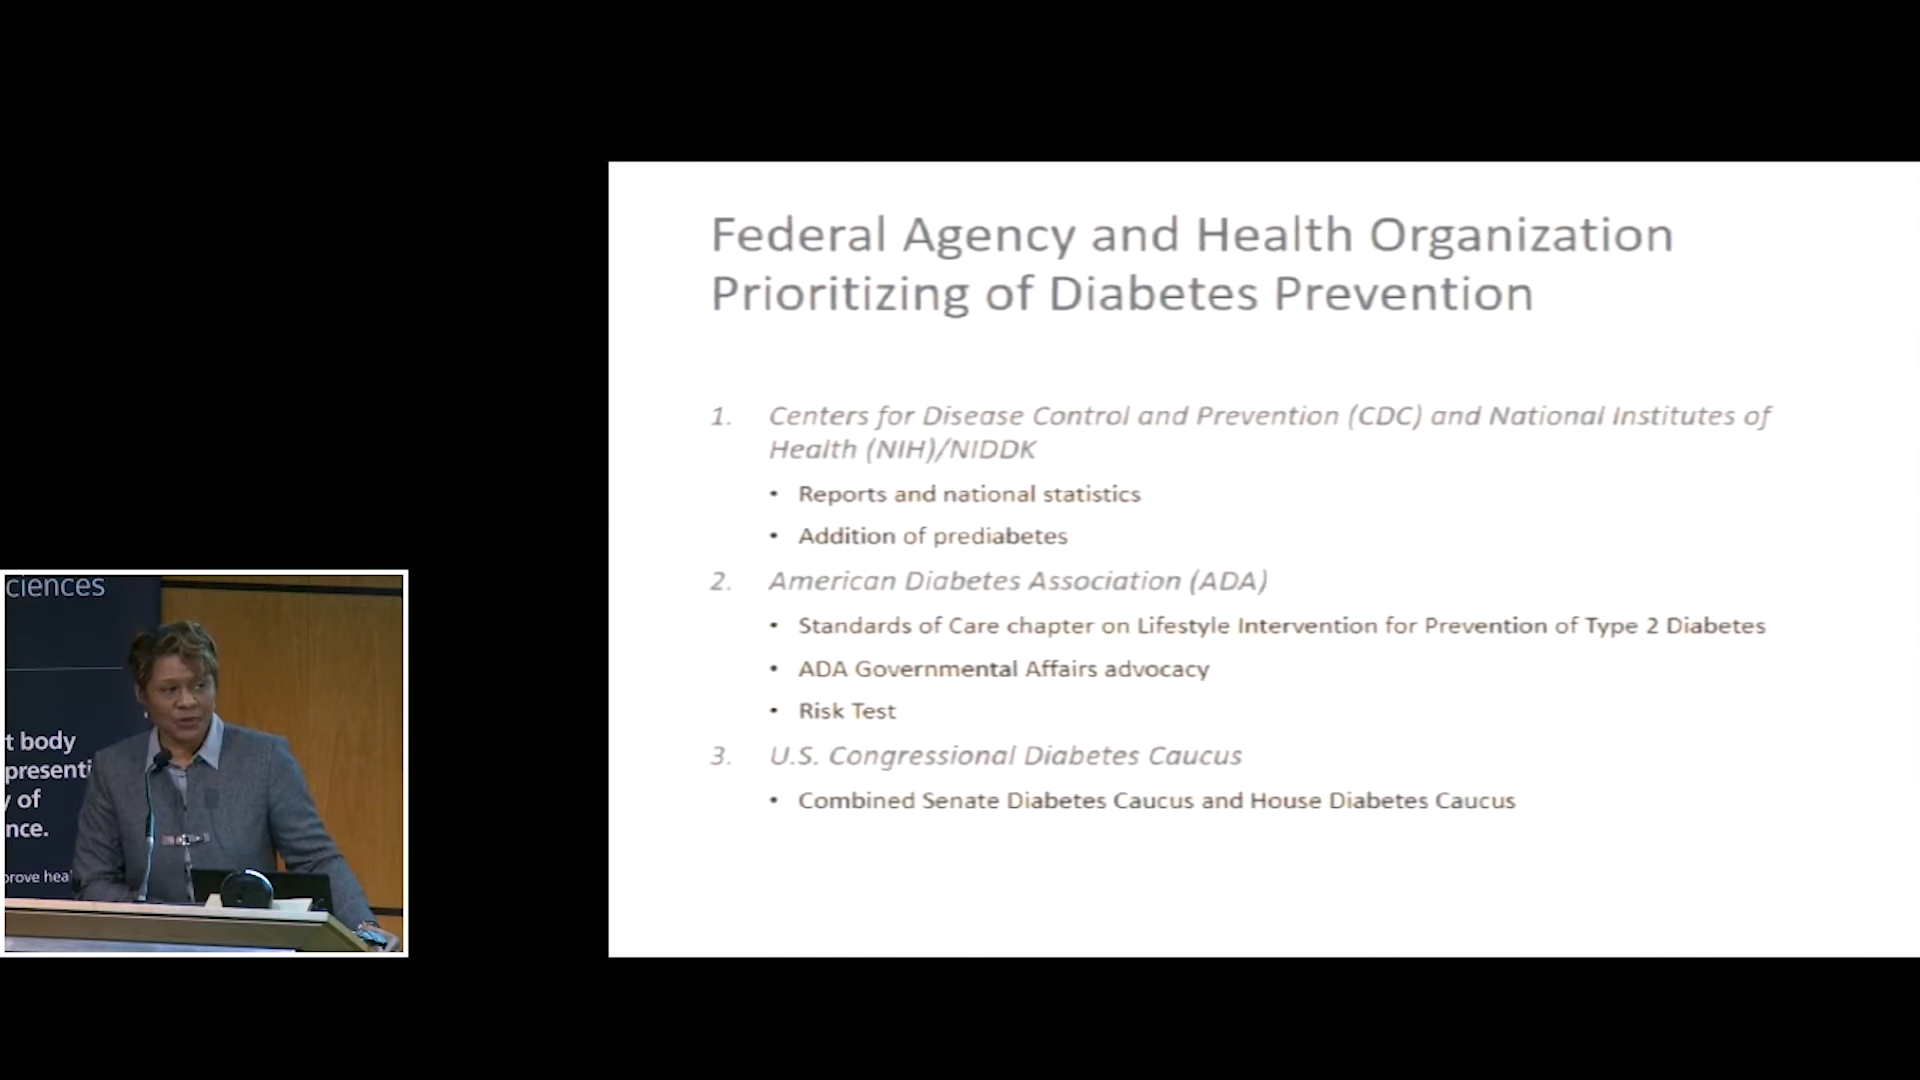 Federal Agency and Health Organization
Prioritizing of Diabetes Prevention
1. Centers for Disease Control and Prevention (CDC) and National Institutes of
Health (NIH)/NIDDK
• Reports and national statistics
• Addition of prediabetes
2. American Diabetes Association (ADA)
• Standards of Care chapter on Lifestyle Intervention for Prevention of Type 2 Diabetes
• ADA Governmental Affairs advocacy
• Risk Test
3. U.S. Congressional Diabetes Caucus
• Combined Senate Diabetes Caucus and House Diabetes Caucus
ciences
t body
presenti
y of
nce.
prove heal